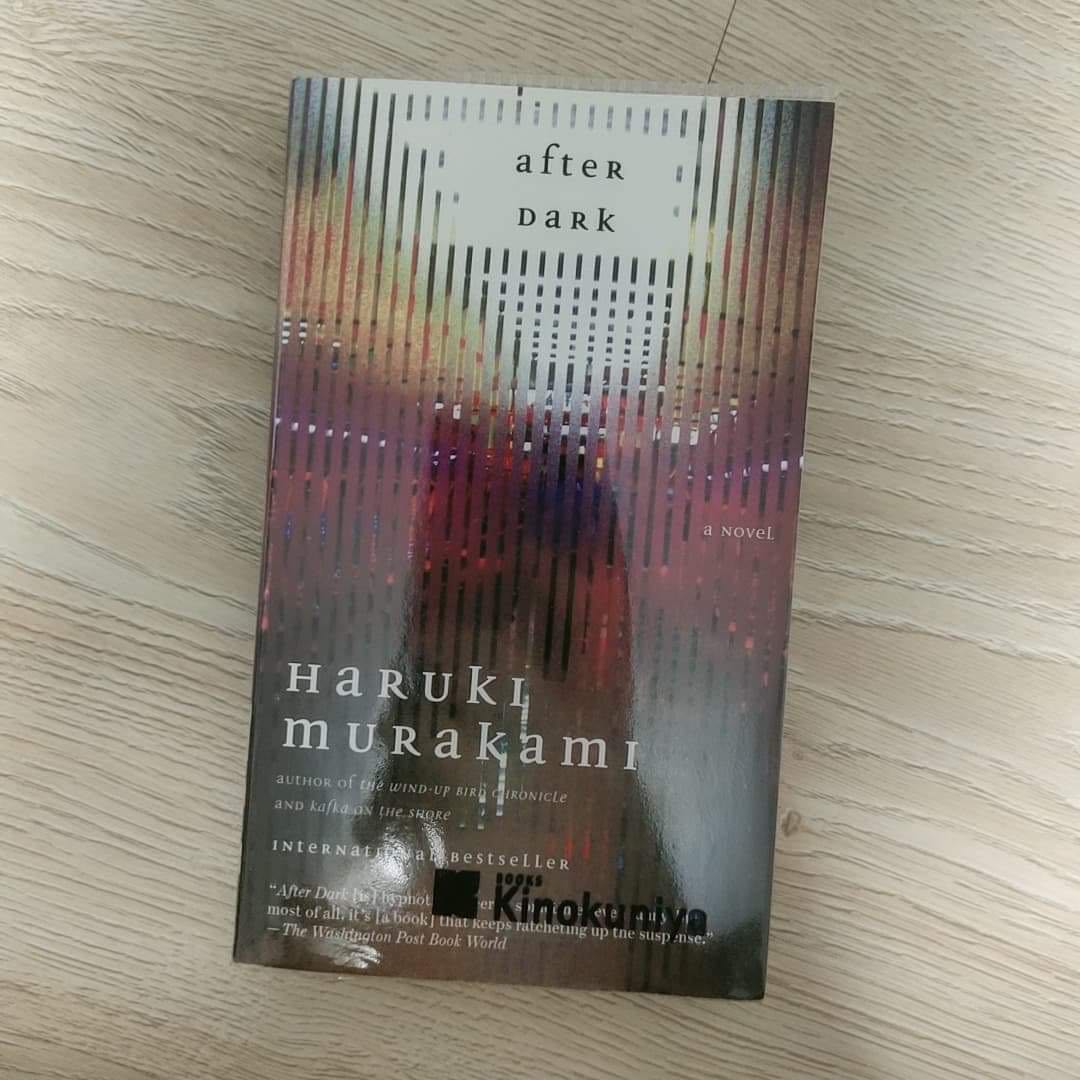 after
Dark
a novel
Haruki
Murakami
author of the wind-up bird chronicle
and kafka on the shore
international bestseller
"After Dark [is] hypnot
most of all, it's [a book] that keeps ratcheting up the suspense."
— The Washington Post Book World
BOOKS
Kinokuniya